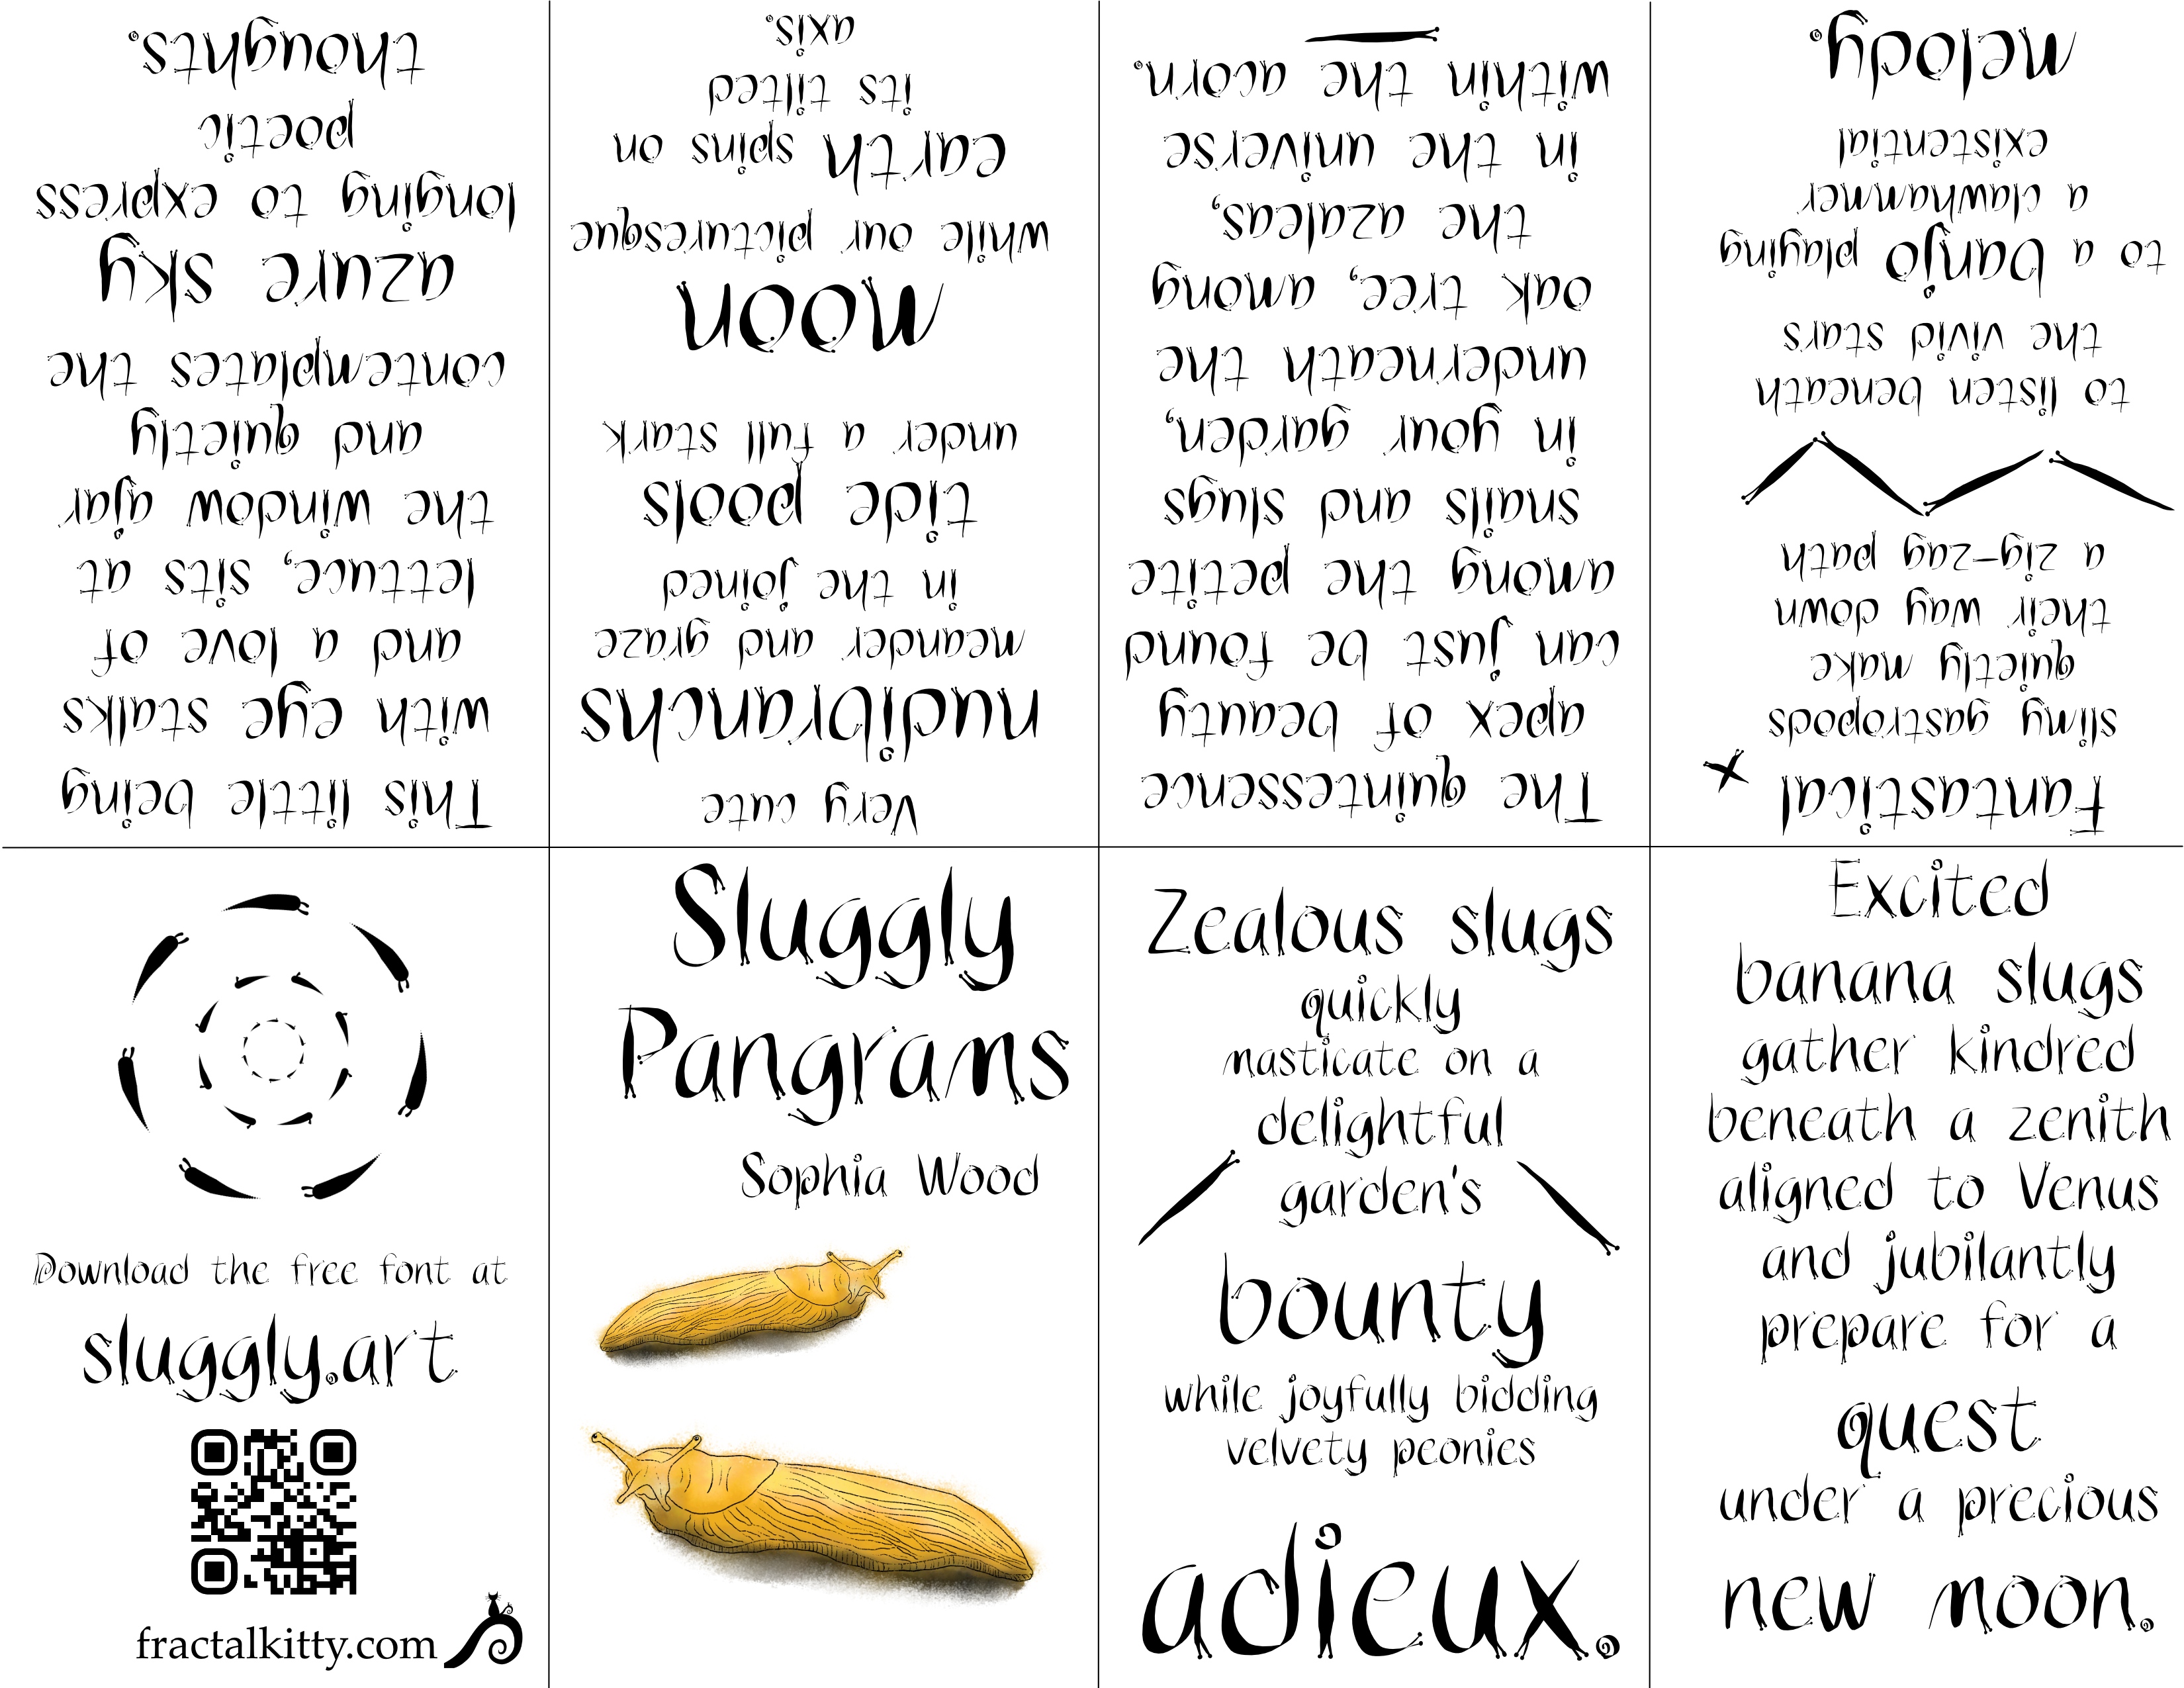 Sluggly
Pangrams
Sophia Wood
Zealous slugs
quickly
masticate on a
delightful
garden's
bounty
while joyfully bidding
velvety peonies
adieux.
Excited
banana slugs
gather kindred
beneath a zenith
aligned to Venus
and jubilantly
prepare for a
quest
under a precious
new moon.
Fantastical
slimy gastropods
quietly make
their way down
a zig-zag path
to listen beneath
the vivid stars
to a banjo playing
a clawhammer
existential
melody.
The quintessence
apex of beauty
can just be found
among the petite
snails and slugs
in your garden,
underneath the
oak tree, among
the azaleas,
in the universe
within the acorn.
Very cute
nudibranchs
meander and graze
in the joined
tide pools
under a full stark
moon
while our picturesque
earth spins on
its tilted
axis.
This little being
with eye stalks
and a love of
lettuce, sits at
the window ajar
and quietly
contemplates the
azure sky
longing to express
poetic
thoughts.
Download the free font at
sluggly.art
fractalkitty.com